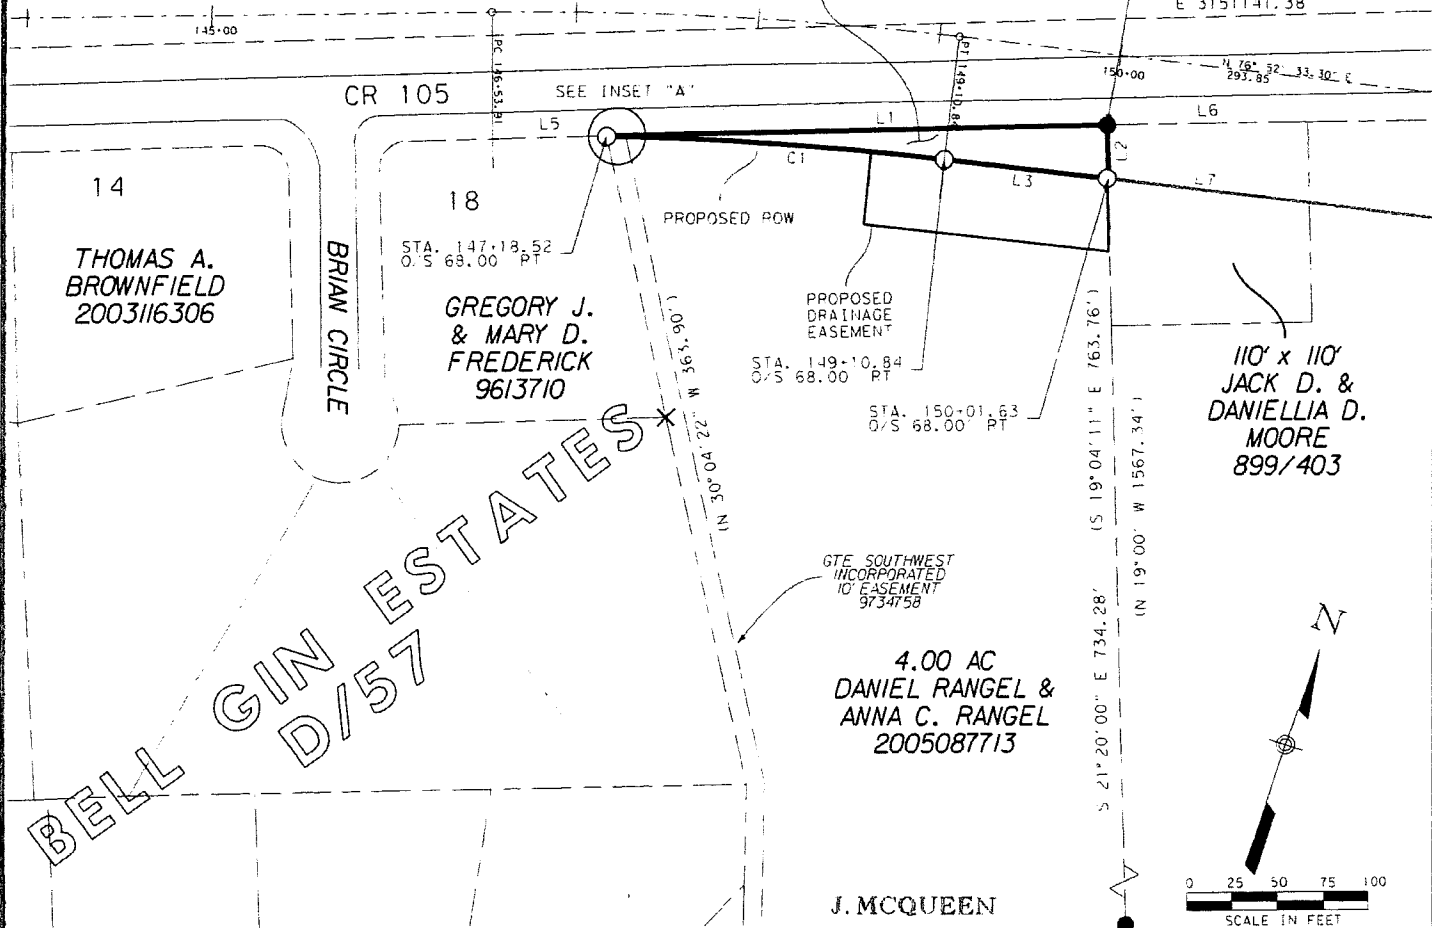 E 3151141.38
145+00
PC 146+53.91
PT 149+10.84
150+00
N 76° 52' 33.30" E
293.85
CR 105
SEE INSET "A"
L5
L1
L6
L2
C1
L3
L7
14
18
PROPOSED ROW
STA. 147+18.52
O/S 68.00' RT
THOMAS A.
BROWNFIELD
2003116306
BRIAN CIRCLE
GREGORY J.
& MARY D.
FREDERICK
9613710
(N 30°04'22" W 363.90')
PROPOSED
DRAINAGE
EASEMENT
STA. 149+10.84
O/S 68.00' RT
STA. 150+01.63
O/S 68.00' RT
(S 19°04'11" E 763.76')
(N 19°00' W 1567.34')
110' x 110'
JACK D. &
DANIELLIA D.
MOORE
899/403
BELL GIN ESTATES
D/57
GTE SOUTHWEST
INCORPORATED
10' EASEMENT
9734758
4.00 AC
DANIEL RANGEL &
ANNA C. RANGEL
2005087713
S 21°20'00" E 734.28'
N
J. MCQUEEN
0 25 50 75 100
SCALE IN FEET